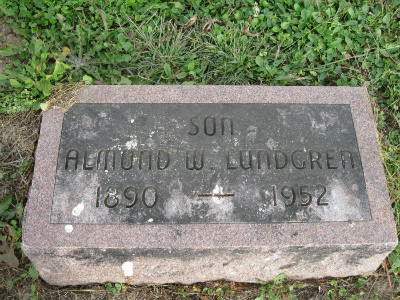 SON
ALMOND W. LUNDGREN
1890 — 1952